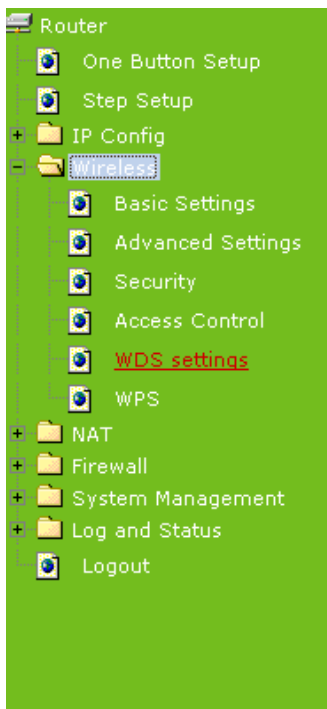 Router
One Button Setup
Step Setup
IP Config
Wireless
Basic Settings
Advanced Settings
Security
Access Control
WDS settings
WPS
NAT
Firewall
System Management
Log and Status
Logout